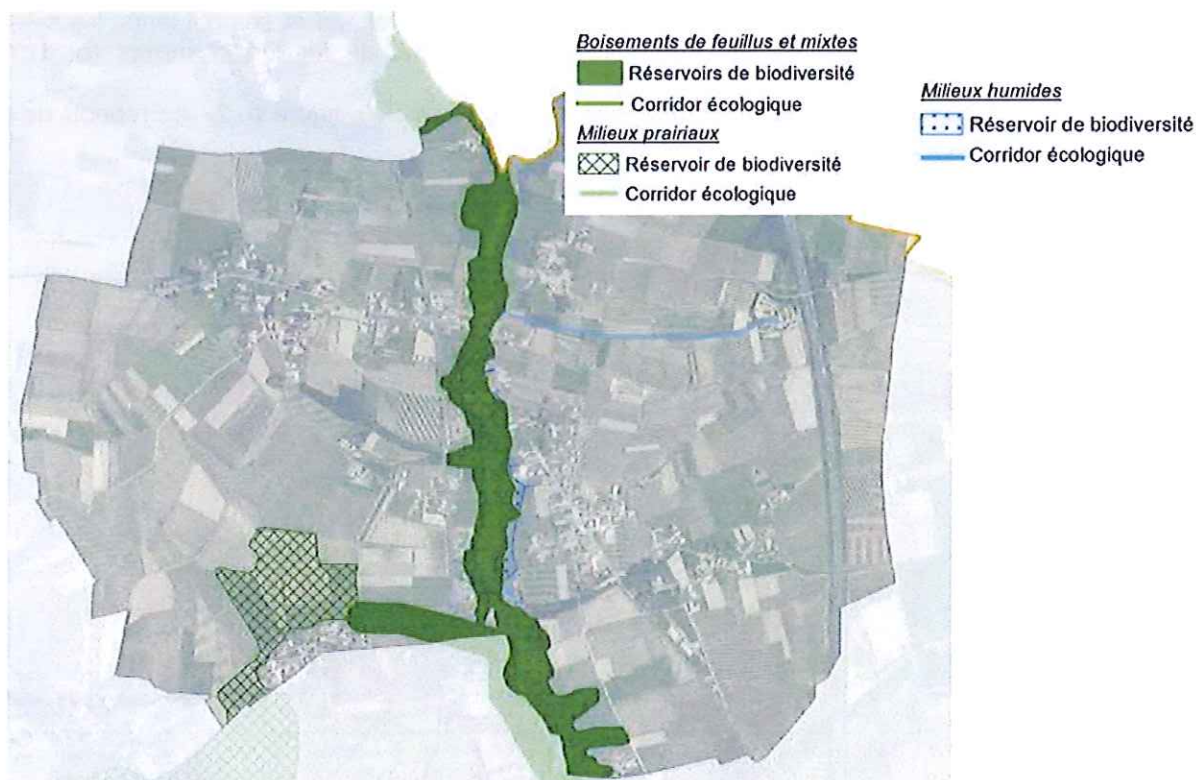 Boisements de feuillus et mixtes
Réservoirs de biodiversité
Corridor écologique
Milieux prairiaux
Réservoir de biodiversité
Corridor écologique
Milieux humides
Réservoir de biodiversité
Corridor écologique